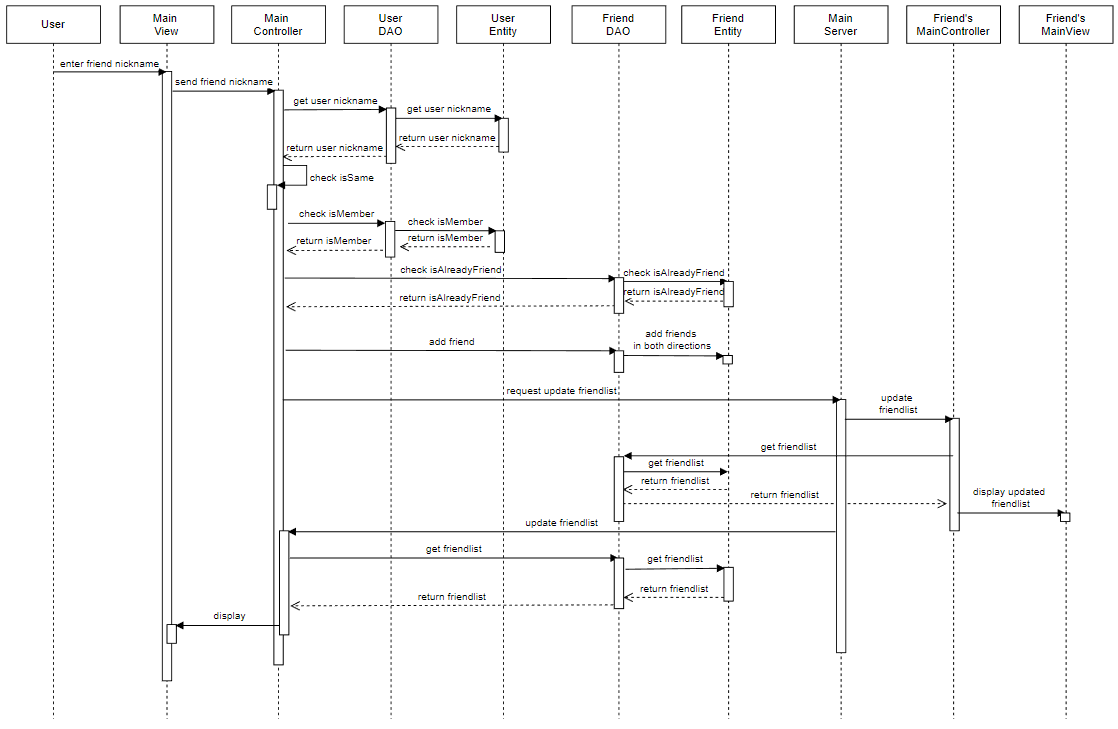 User
Main
View
Main
Controller
User
DAO
User
Entity
Friend
DAO
Friend
Entity
Main
Server
Friend's
MainController
Friend's
MainView
enter friend nickname
send friend nickname
get user nickname
get user nickname
return user nickname
return user nickname
check isSame
check isMember
check isMember
return isMember
return isMember
check isAlreadyFriend
check isAlreadyFriend
return isAlreadyFriend
return isAlreadyFriend
add friend
add friends
in both directions
request update friendlist
update
friendlist
get friendlist
get friendlist
return friendlist
return friendlist
display updated
friendlist
update friendlist
get friendlist
get friendlist
return friendlist
return friendlist
display